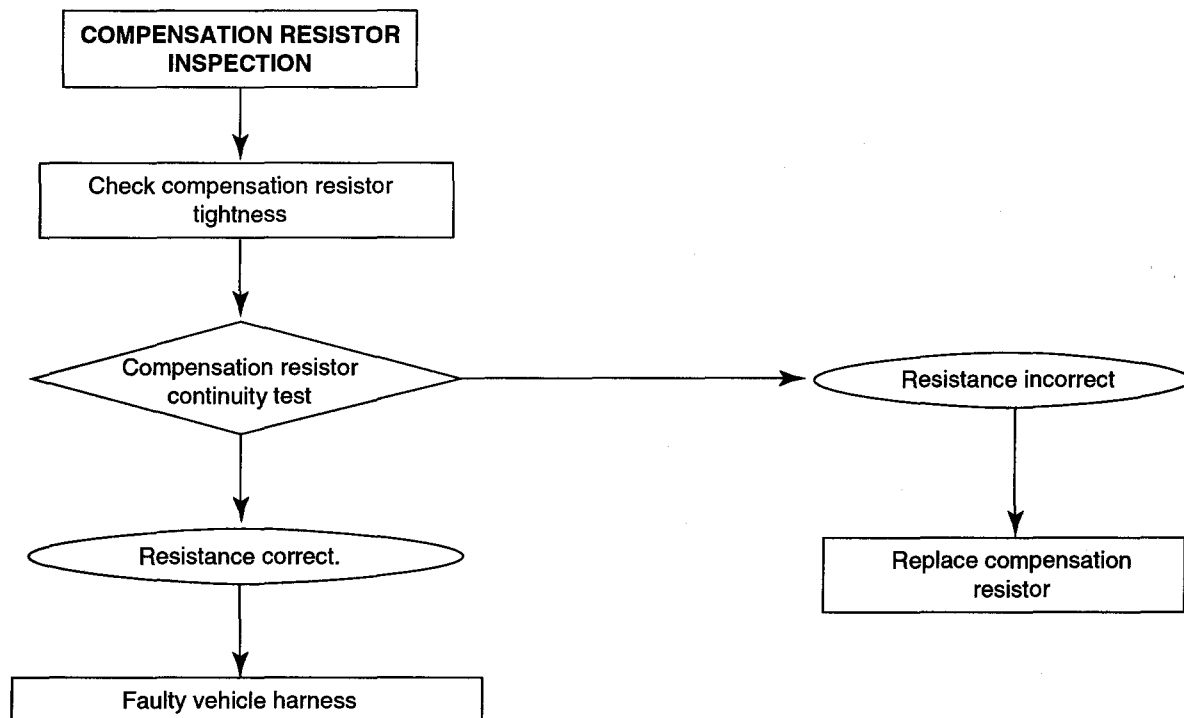 COMPENSATION RESISTOR
INSPECTION
Check compensation resistor
tightness
Compensation resistor
continuity test
Resistance incorrect
Resistance correct.
Replace compensation
resistor
Faulty vehicle harness